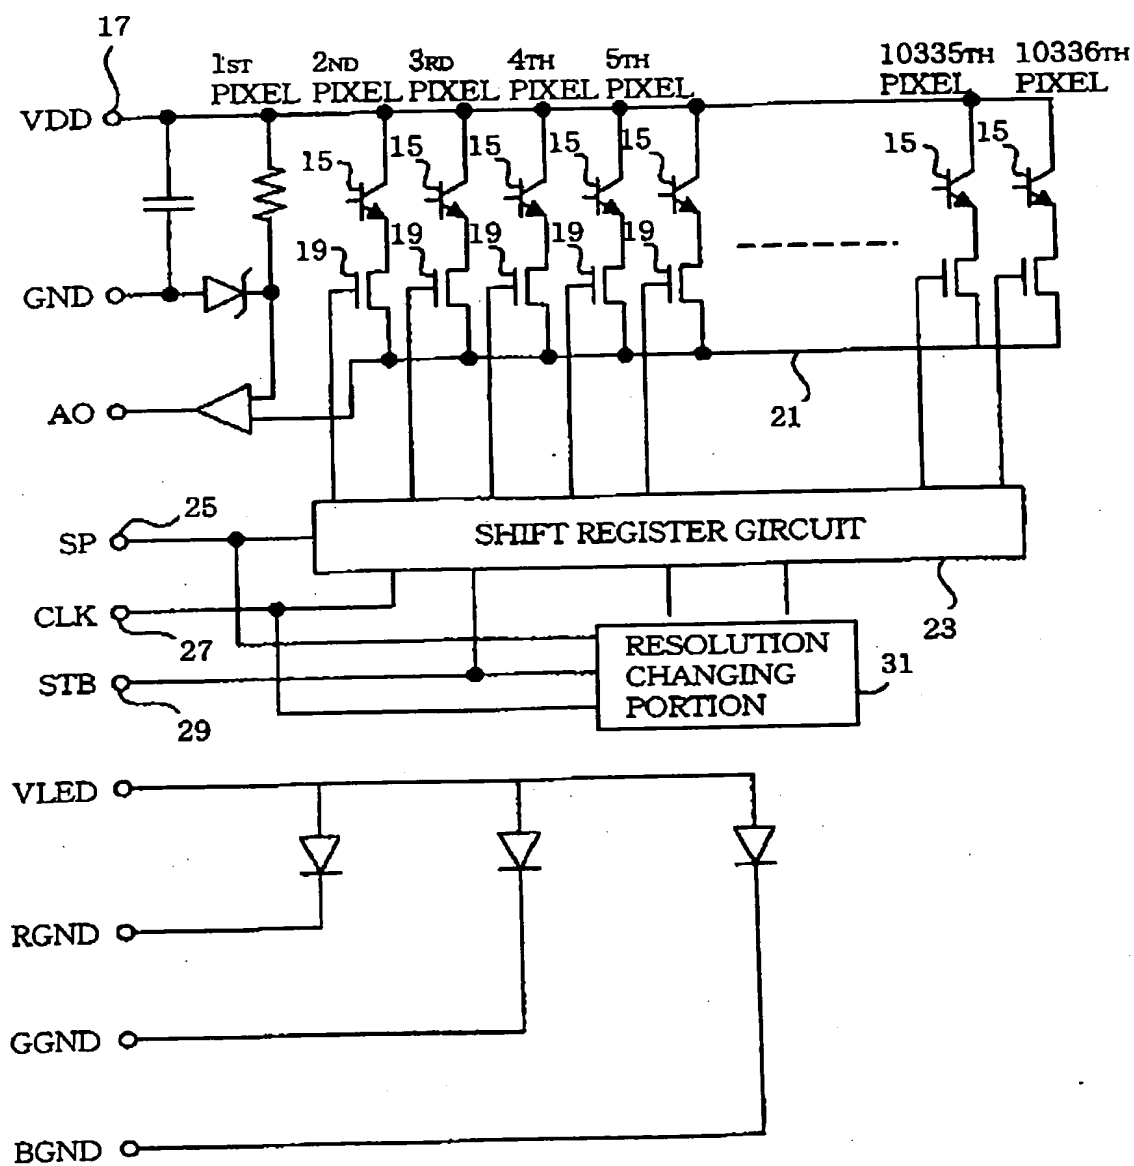 17
1ST PIXEL
2ND PIXEL
3RD PIXEL
4TH PIXEL
5TH PIXEL
10335TH PIXEL
10336TH PIXEL
VDD
15
15
15
15
15
15
15
19
19
19
19
19
GND
AO
21
25
SP
SHIFT REGISTER GIRCUIT
CLK
27
23
RESOLUTION
CHANGING
PORTION
31
STB
29
VLED
RGND
GGND
BGND